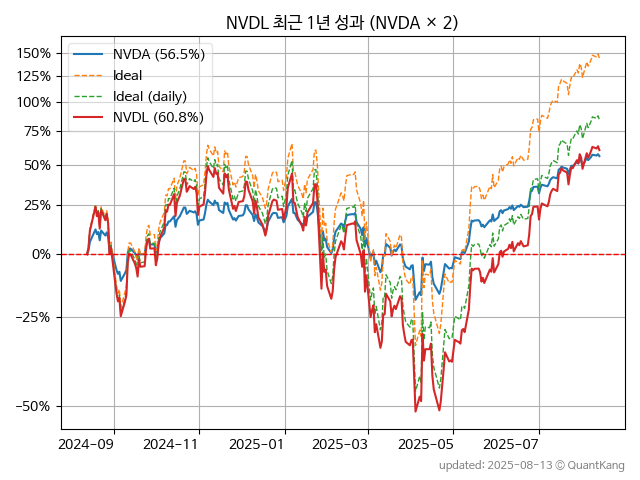 NVDL 최근 1년 성과 (NVDA × 2)
NVDA (56.5%)
Ideal
Ideal (daily)
NVDL (60.8%)
150%
125%
100%
75%
50%
25%
0%
−25%
−50%
2024-09 2024-11 2025-01 2025-03 2025-05 2025-07
updated: 2025-08-13 © QuantKang